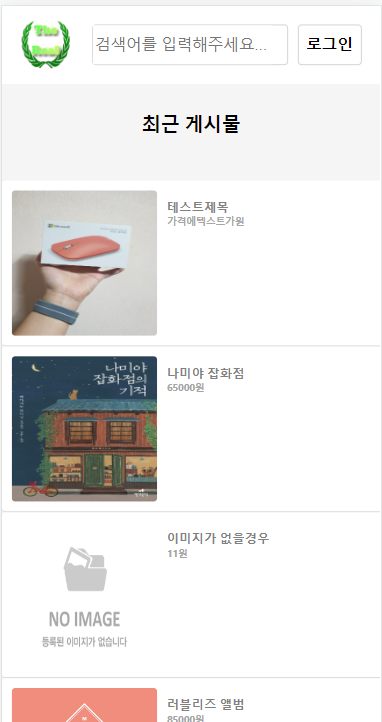 The
Real
검색어를 입력해주세요...
로그인
최근 게시물
Microsoft
테스트제목
가격에텍스트가원
나미야
잡화점의
기적
나미야 잡화점
65000원
NO IMAGE
등록된 이미지가 없습니다
이미지가 없을경우
11원
M
러블리즈 앨범
85000원